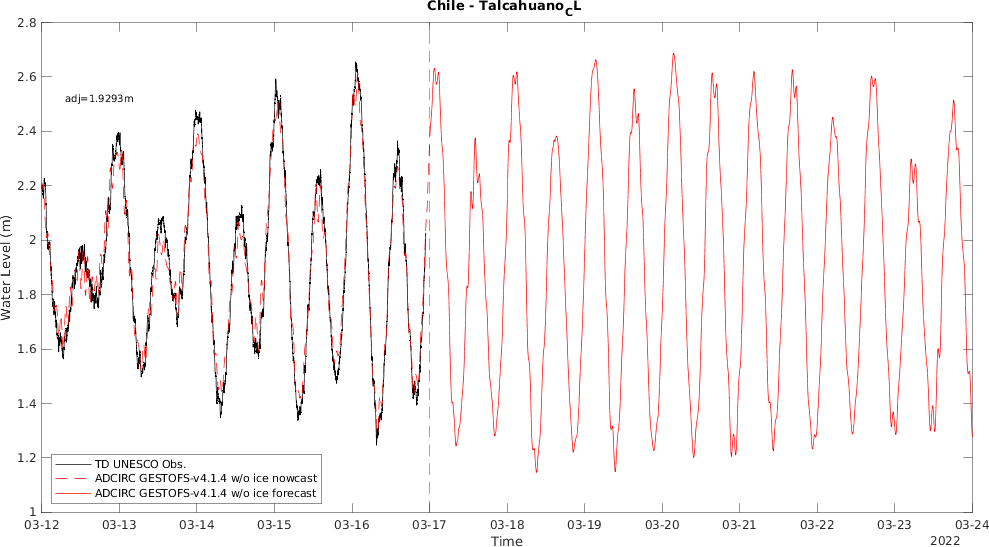 Chile - Talcahuano_CL
2.8
2.6
2.4
2.2
2
1.8
1.6
1.4
1.2
1
Water Level (m)
adj=1.9293m
TD UNESCO Obs.
ADCIRC GESTOFS-v4.1.4 w/o ice nowcast
ADCIRC GESTOFS-v4.1.4 w/o ice forecast
03-12 03-13 03-14 03-15 03-16 03-17 03-18 03-19 03-20 03-21 03-22 03-23 03-24
Time
2022